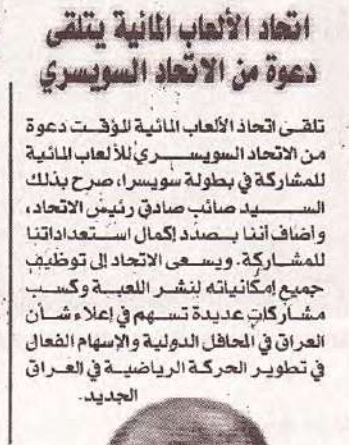 اتحاد الألعاب المائية يتلقى
دعوة من الاتحاد السويسري
تلقى اتحاد الألعاب المائية المؤقت دعوة
من الاتحاد السويسري للألعاب المائية
للمشاركة في بطولة سويسرا، صرح بذلك
السيد صائب صادق رئيس الاتحاد،
واضاف اننا بصدد إكمال استعداداتنا
للمشاركة. ويسعى الاتحاد إلى توظيف
جميع إمكانياته لنشر اللعبة وكسب
مشاركات عديدة تسهم في إعلاء شأن
العراق في المحافل الدولية والإسهام الفعال
في تطوير الحركة الرياضية في العراق
الجديد.